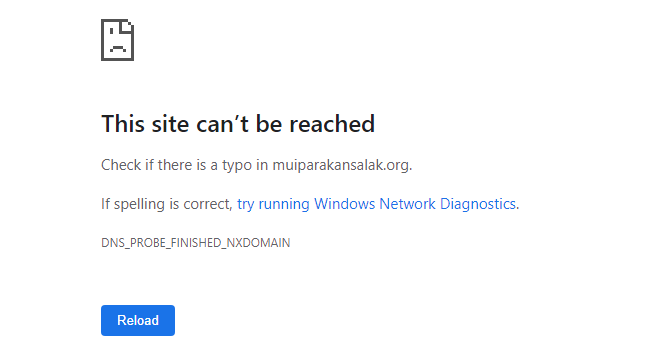 This site can’t be reached
Check if there is a typo in muiparakansalak.org.
If spelling is correct, try running Windows Network Diagnostics.
DNS_PROBE_FINISHED_NXDOMAIN
Reload